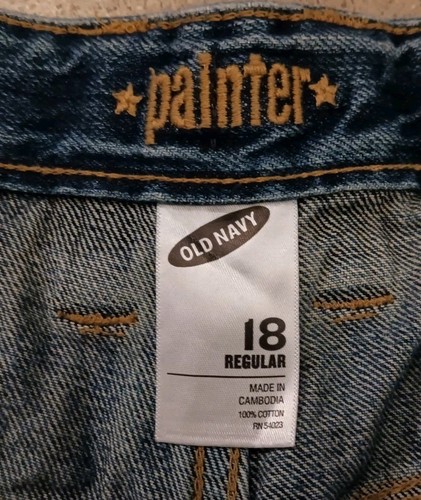 painter
OLD NAVY
18
REGULAR
MADE IN
CAMBODIA
100% COTTON
RN 54023